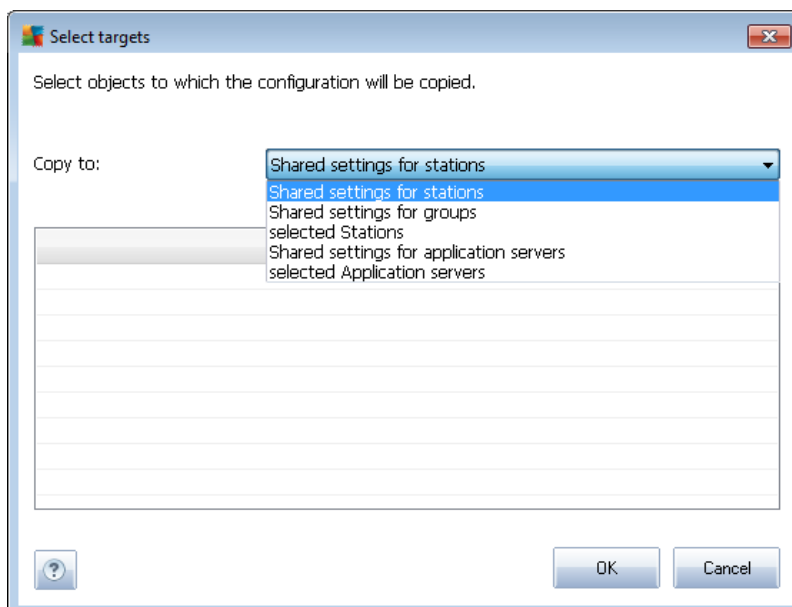 Select targets
Select objects to which the configuration will be copied.
Copy to:
Shared settings for stations
Shared settings for stations
Shared settings for groups
selected Stations
Shared settings for application servers
selected Application servers
?
OK
Cancel